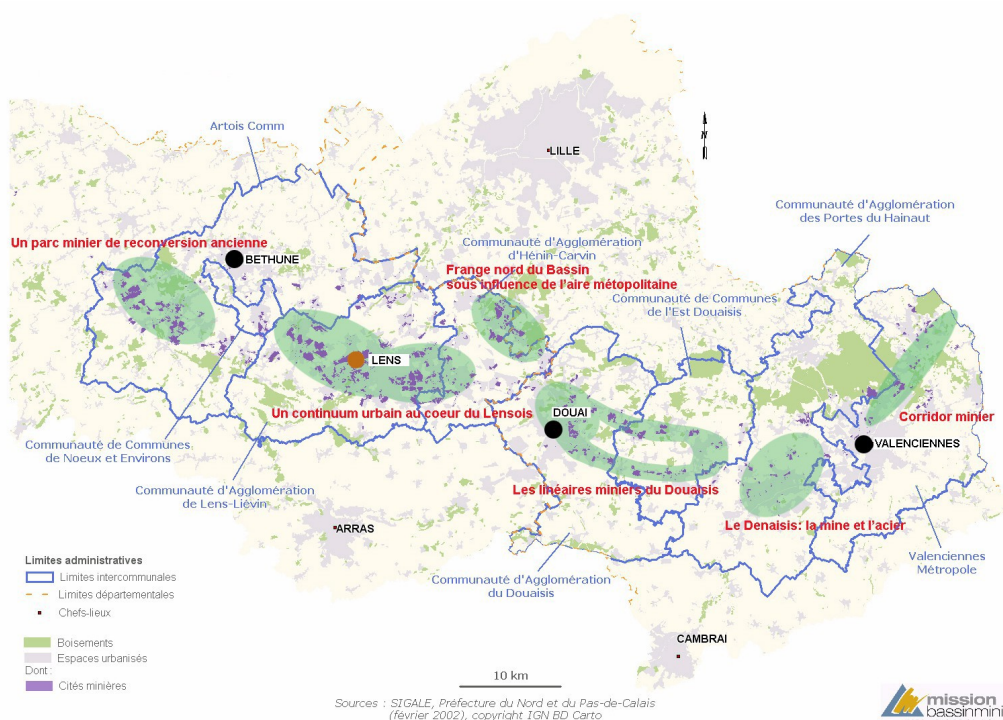 Artois Comm
LILLE
N
Communauté d'Agglomération
des Portes du Hainaut
Un parc minier de reconversion ancienne
BETHUNE
Communauté d'Agglomération
d'Hénin-Carvin
Frange nord du Bassin
sous influence de l'aire métopolitaine
Communauté de Communes
de l'Est Douaisis
LENS
Un continuum urbain au coeur du Lensois
DOUAI
Corridor minier
VALENCIENNES
Communauté de Communes
de Noeux et Environs
Communauté d'Agglomération
de Lens-Liévin
Les linéaires miniers du Douaisis
ARRAS
Le Denaisis: la mine et l'acier
Valenciennes
Métropole
Communauté d'Agglomération
du Douaisis
CAMBRAI
Limites administratives
Limites intercommunales
Limites départementales
Chefs-lieux
Boisements
Espaces urbanisés
Dont :
Cités minières
10 km
Sources : SIGALE, Préfecture du Nord et du Pas-de-Calais
(février 2002), copyright IGN BD Carto
mission
bassinmini